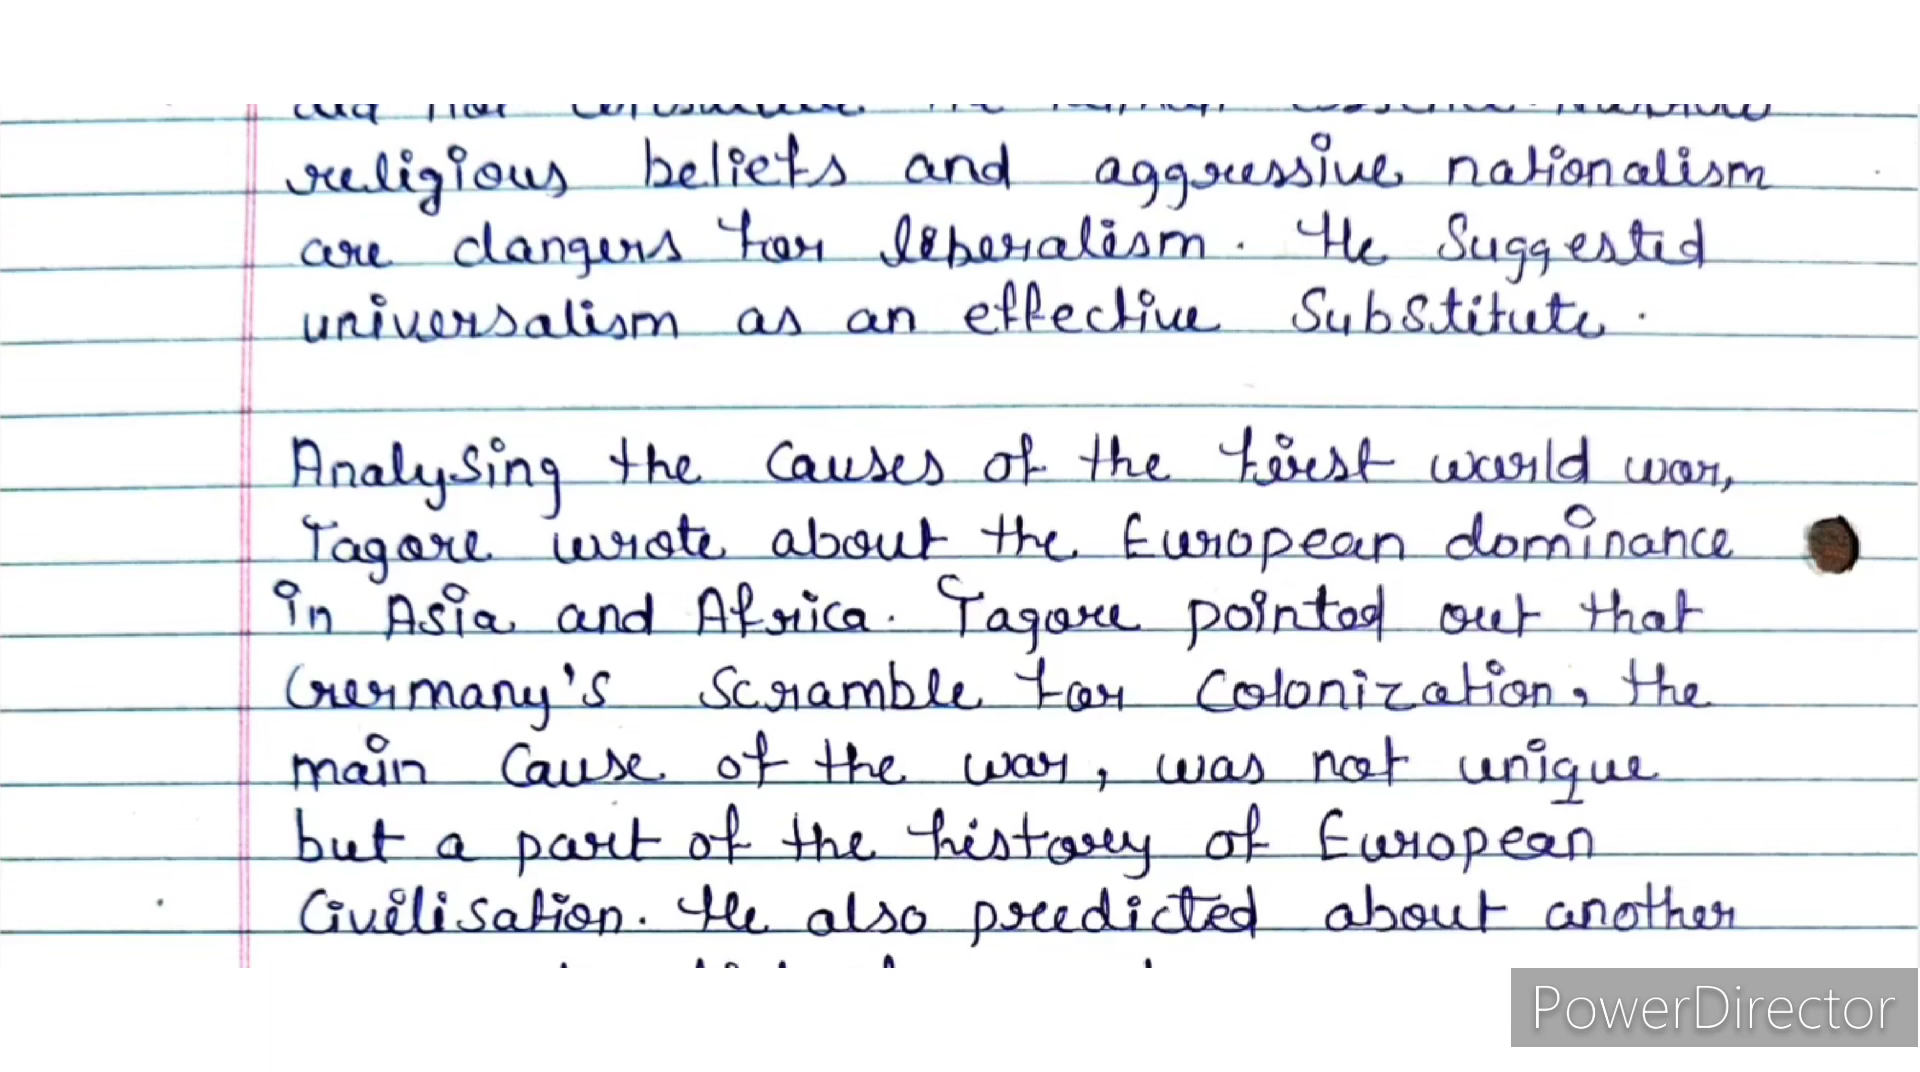 religious beliefs and aggressive nationalism
are dangers for liberalism. He Suggested
universalism as an effective Substitute.
Analysing the Causes of the first world war,
Tagore wrote about the European dominance
in Asia and Africa. Tagore pointed out that
Germany's Scramble for Colonization, the
main Cause of the war, was not unique
but a part of the history of European
Civilisation. He also predicted about another
PowerDirector